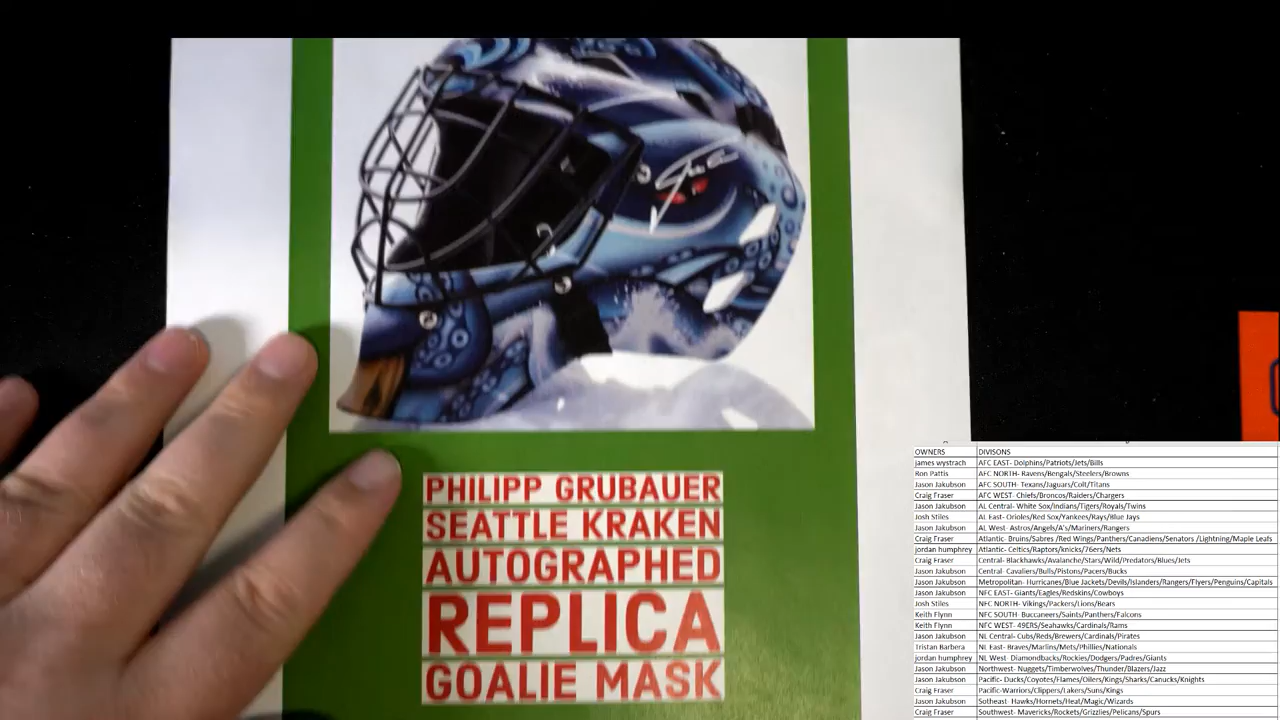 PHILIPP GRUBAUER
SEATTLE KRAKEN
AUTOGRAPHED
REPLICA
GOALIE MASK
OWNERS DIVISONS
james wystrach AFC EAST- Dolphins/Patriots/Jets/Bills
Ron Pattis AFC NORTH- Ravens/Bengals/Steelers/Browns
Jason Jakubson AFC SOUTH- Texans/Jaguars/Colt/Titans
Craig Fraser AFC WEST- Chiefs/Broncos/Raiders/Chargers
Jason Jakubson AL Central- White Sox/Indians/Tigers/Royals/Twins
Josh Stiles AL East- Orioles/Red Sox/Yankees/Rays/Blue Jays
Jason Jakubson AL West- Astros/Angels/A's/Mariners/Rangers
Craig Fraser Atlantic- Bruins/Sabres /Red Wings/Panthers/Canadiens/Senators /Lightning/Maple Leafs
jordan humphrey Atlantic- Celtics/Raptors/knicks/76ers/Nets
Craig Fraser Central- Blackhawks/Avalanche/Stars/Wild/Predators/Blues/Jets
Jason Jakubson Central- Cavaliers/Bulls/Pistons/Pacers/Bucks
Jason Jakubson Metropolitan- Hurricanes/Blue Jackets/Devils/Islanders/Rangers/Flyers/Penguins/Capitals
Jason Jakubson NFC EAST- Giants/Eagles/Redskins/Cowboys
Josh Stiles NFC NORTH- Vikings/Packers/Lions/Bears
Keith Flynn NFC SOUTH- Buccaneers/Saints/Panthers/Falcons
Keith Flynn NFC WEST- 49ERS/Seahawks/Cardinals/Rams
Jason Jakubson NL Central- Cubs/Reds/Brewers/Cardinals/Pirates
Tristan Barbera NL East- Braves/Marlins/Mets/Phillies/Nationals
jordan humphrey NL West- Diamondbacks/Rockies/Dodgers/Padres/Giants
Jason Jakubson Northwest- Nuggets/Timberwolves/Thunder/Blazers/Jazz
Jason Jakubson Pacific- Ducks/Coyotes/Flames/Oilers/Kings/Sharks/Canucks/Knights
Craig Fraser Pacific-Warriors/Clippers/Lakers/Suns/Kings
Jason Jakubson Sotheast- Hawks/Hornets/Heat/Magic/Wizards
Craig Fraser Southwest- Mavericks/Rockets/Grizzlies/Pelicans/Spurs